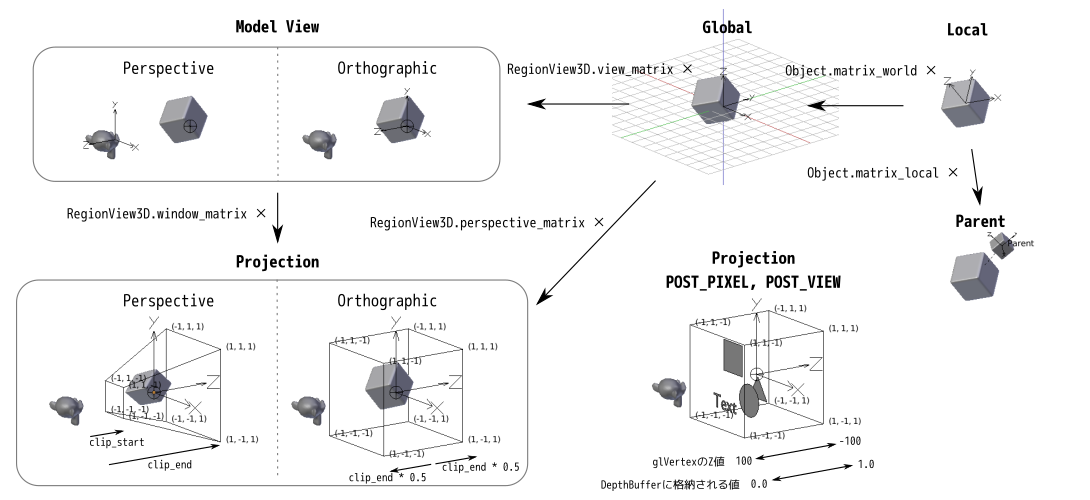 Model View
Perspective
Orthographic
Y
Z
X
Y
Z
X
RegionView3D.view_matrix ×
Global
Z
Y
X
Object.matrix_world ×
Local
Z
Y
X
Object.matrix_local ×
Parent
Parent
RegionView3D.window_matrix ×
RegionView3D.perspective_matrix ×
Projection
Perspective
Y
(-1, 1, 1)
(1, 1, 1)
(-1, 1, -1)
(1, 1, -1)
Z
X
(-1, -1, -1)
(1, -1, -1)
(-1, -1, 1)
(1, -1, 1)
clip_start
clip_end
Orthographic
Y
(-1, 1, 1)
(-1, 1, -1)
(1, 1, 1)
(1, 1, -1)
Z
X
(-1, -1, 1)
(-1, -1, -1)
(1, -1, 1)
(1, -1, -1)
clip_end * 0.5
clip_end * 0.5
Projection
POST_PIXEL, POST_VIEW
Y
(-1, 1, 1)
(-1, 1, -1)
(1, 1, 1)
(1, 1, -1)
Z
X
Text
(-1, -1, 1)
(-1, -1, -1)
(1, -1, 1)
(1, -1, -1)
glVertexのZ値 100
-100
DepthBufferに格納される値 0.0
1.0